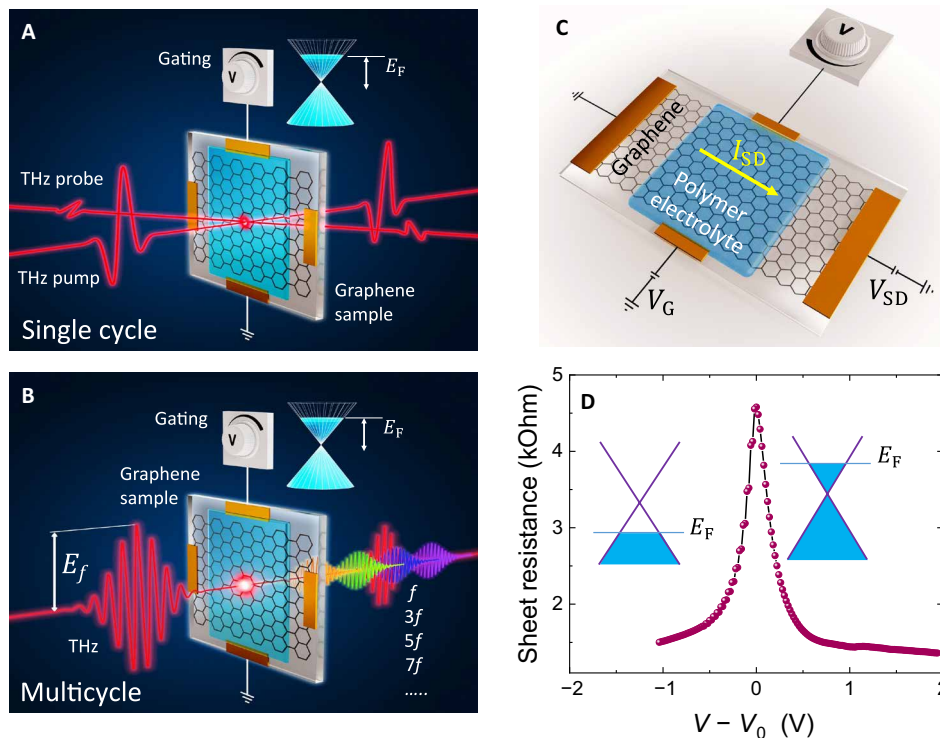 A
Gating
V
E_F
THz probe
THz pump
Graphene
sample
Single cycle
B
Gating
V
E_F
Graphene
sample
E_f
THz
f
3f
5f
7f
.....
Multicycle
C
Graphene
I_SD
Polymer
electrolyte
V_G
V_SD
D
Sheet resistance (kOhm)
5
4
3
2
E_F
E_F
−2
−1
0
1
2
V − V_0 (V)